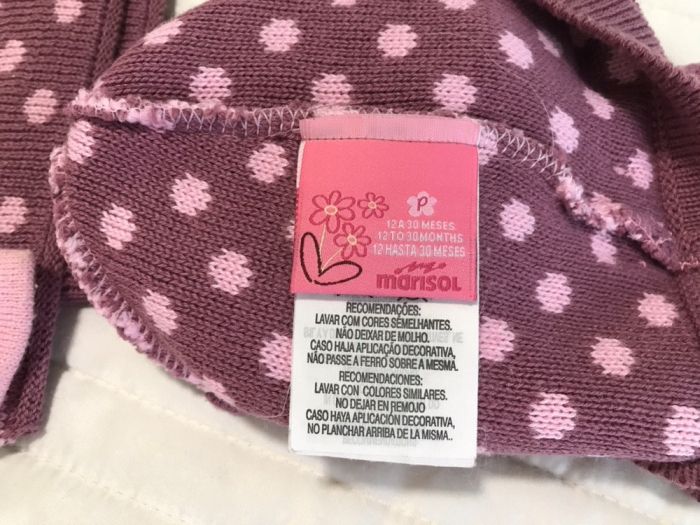 P
12 A 30 MESES
12 TO 30 MONTHS
12 HASTA 30 MESES
marisol
RECOMENDAÇÕES:
LAVAR COM CORES SEMELHANTES.
NÃO DEIXAR DE MOLHO.
CASO HAJA APLICAÇÃO DECORATIVA,
NÃO PASSE A FERRO SOBRE A MESMA.
RECOMENDACIONES:
LAVAR CON COLORES SIMILARES.
NO DEJAR EN REMOJO
CASO HAYA APLICACIÓN DECORATIVA,
NO PLANCHAR ARRIBA DE LA MISMA..